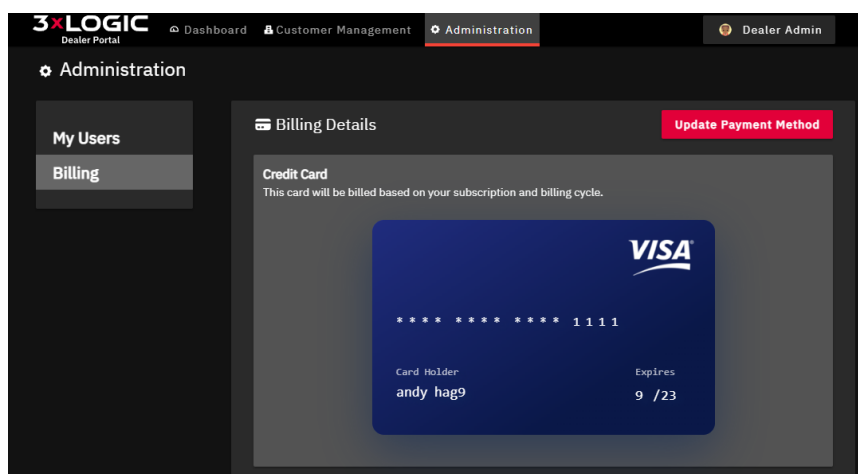 3×LOGIC
Dealer Portal
Dashboard
Customer Management
Administration
Dealer Admin
Administration
My Users
Billing
Billing Details
Update Payment Method
Credit Card
This card will be billed based on your subscription and billing cycle.
VISA
**** **** **** 1111
Card Holder
Expires
andy hag9
9 /23